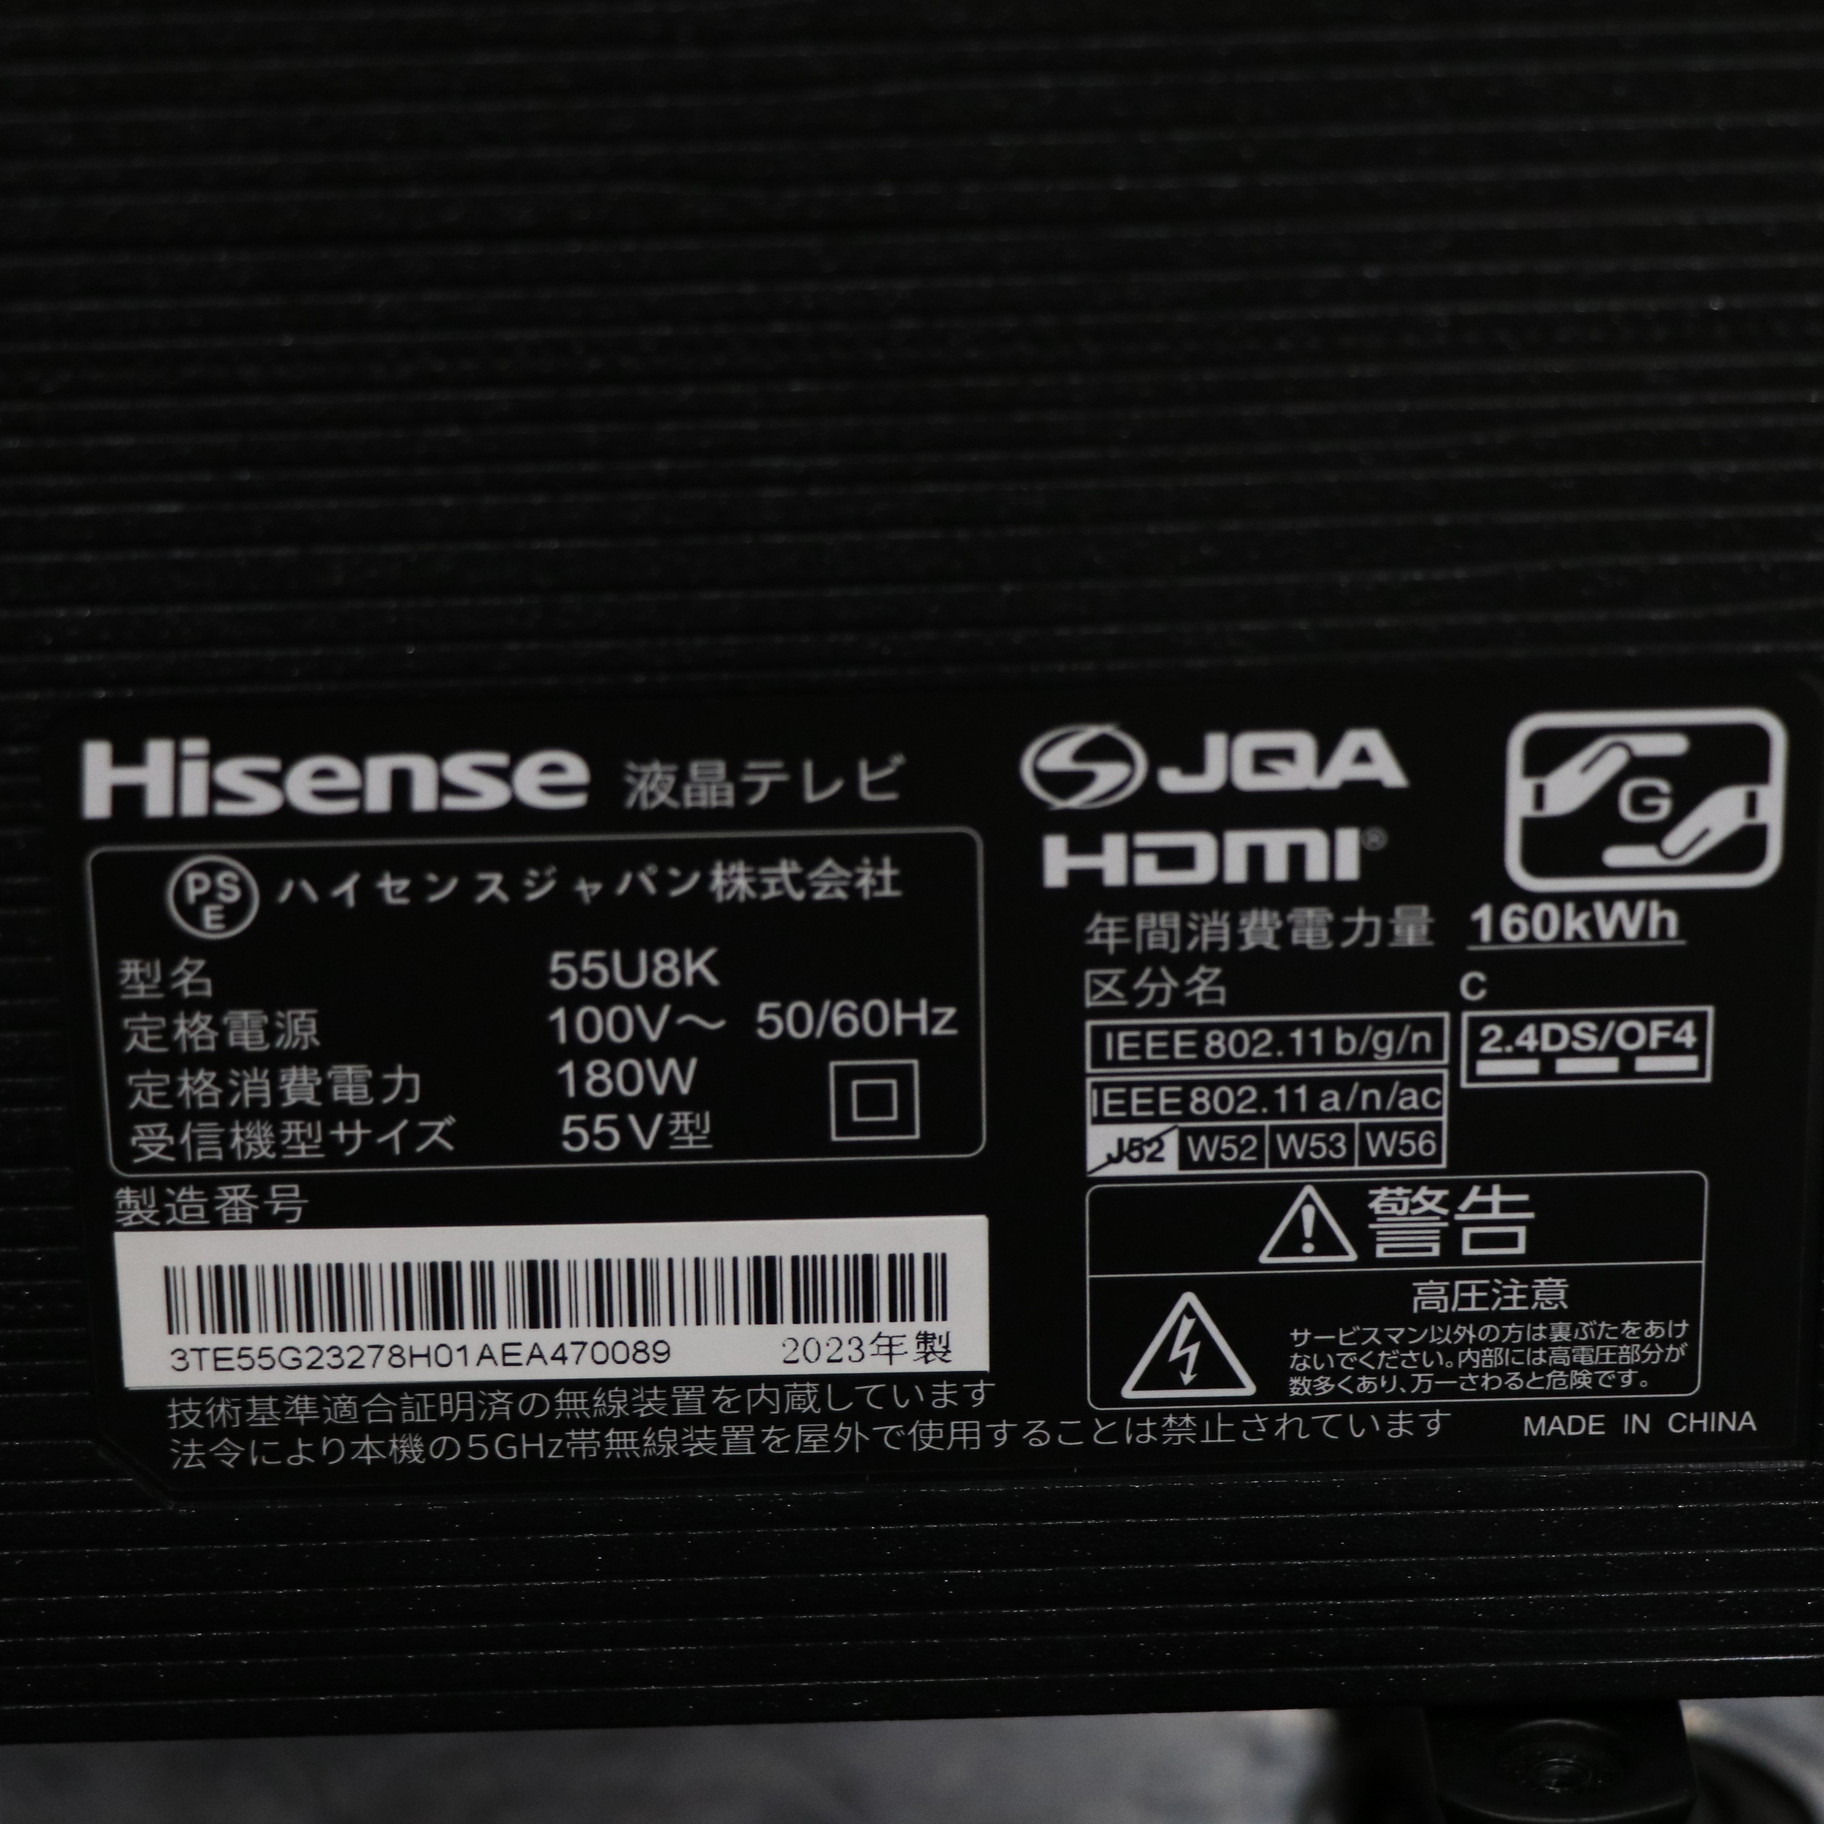 Hisense 液晶テレビ
PSE ハイセンスジャパン株式会社
型名 55U8K
定格電源 100V～ 50/60Hz
定格消費電力 180W
受信機型サイズ 55V型
製造番号
3TE55G23278H01AEA470089 2023年製
技術基準適合証明済の無線装置を内蔵しています
法令により本機の5GHz帯無線装置を屋外で使用することは禁止されています
JQA
HDMI®
G
年間消費電力量 160kWh
区分名 C
IEEE802.11b/g/n 2.4DS/OF4
IEEE802.11a/n/ac
J52 W52 W53 W56
警告
高圧注意
サービスマン以外の方は裏ぶたをあけ
ないでください。内部には高電圧部分が
数多くあり、万一さわると危険です。
MADE IN CHINA